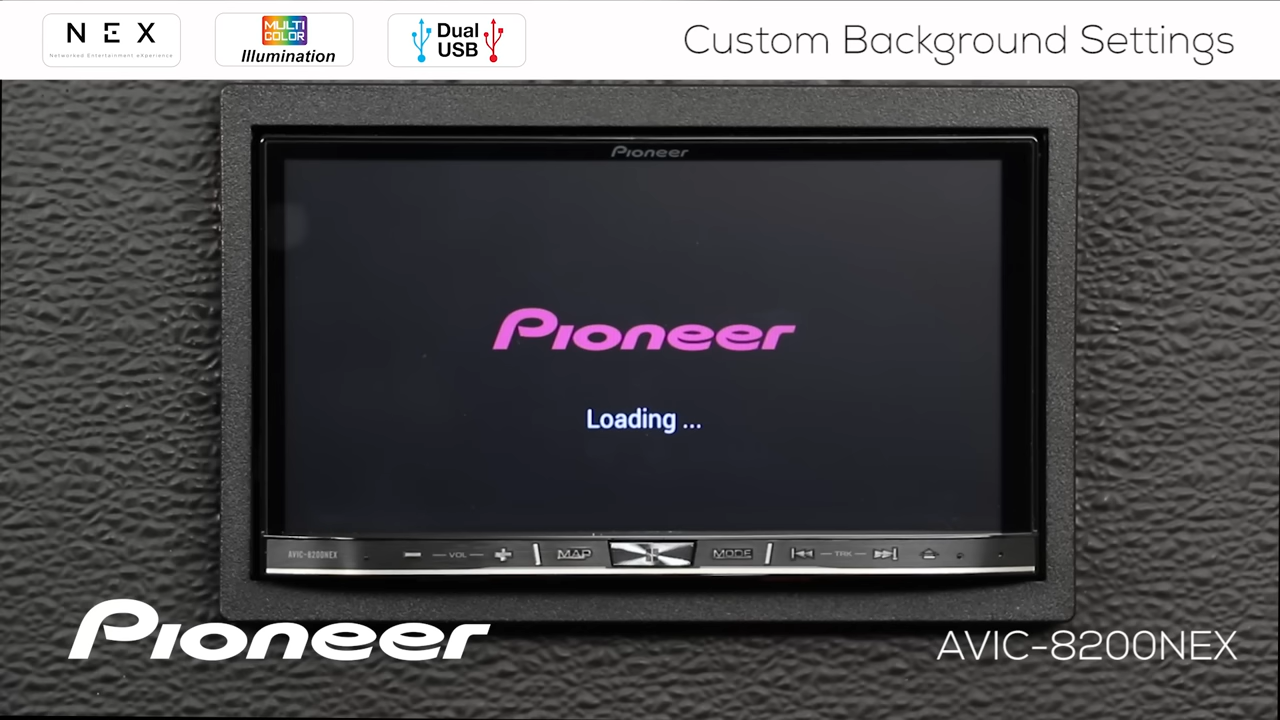 N E X
Networked Entertainment eXperience
MULTI
COLOR
Illumination
Dual
USB
Custom Background Settings
Pioneer
Pioneer
Loading ...
AVIC-8200NEX
VOL
MAP
MODE
TRK
Pioneer
AVIC-8200NEX